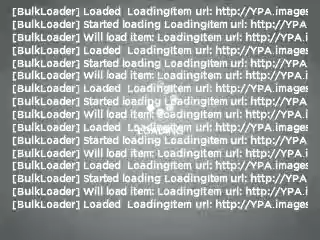 [BulkLoader] Loaded LoadingItem url: http://YPA.images
[BulkLoader] Started loading LoadingItem url: http://YPA
[BulkLoader] Will load item: LoadingItem url: http://YPA.i
[BulkLoader] Loaded LoadingItem url: http://YPA.images
[BulkLoader] Started loading LoadingItem url: http://YPA
[BulkLoader] Will load item: LoadingItem url: http://YPA.i
[BulkLoader] Loaded LoadingItem url: http://YPA.images
[BulkLoader] Started loading LoadingItem url: http://YPA
[BulkLoader] Will load item: LoadingItem url: http://YPA.i
[BulkLoader] Loaded LoadingItem url: http://YPA.images
[BulkLoader] Started loading LoadingItem url: http://YPA
[BulkLoader] Will load item: LoadingItem url: http://YPA.i
[BulkLoader] Loaded LoadingItem url: http://YPA.images
[BulkLoader] Started loading LoadingItem url: http://YPA
[BulkLoader] Will load item: LoadingItem url: http://YPA.i
[BulkLoader] Loaded LoadingItem url: http://YPA.images